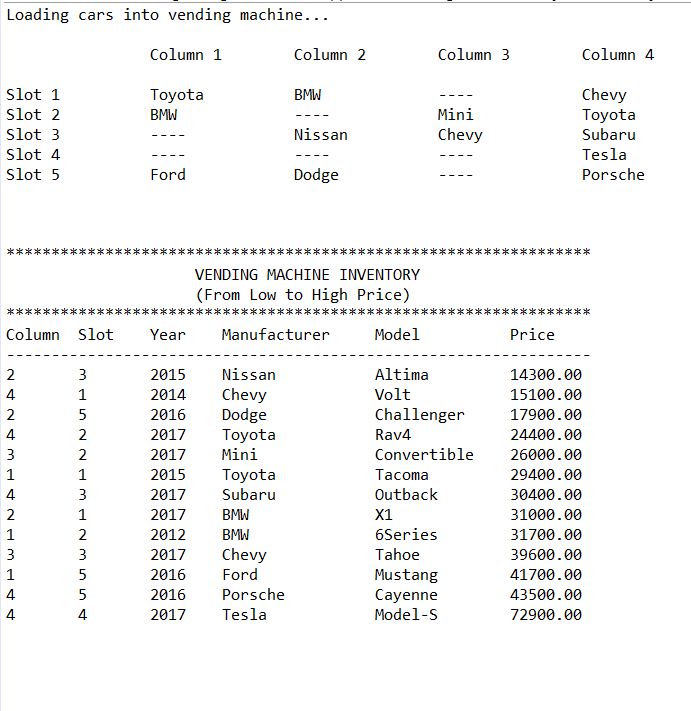 Loading cars into vending machine...
Column 1 Column 2 Column 3 Column 4
Slot 1 Toyota BMW ---- Chevy
Slot 2 BMW ---- Mini Toyota
Slot 3 ---- Nissan Chevy Subaru
Slot 4 ---- ---- ---- Tesla
Slot 5 Ford Dodge ---- Porsche
*****************************************************************
VENDING MACHINE INVENTORY
(From Low to High Price)
*****************************************************************
Column Slot Year Manufacturer Model Price
-----------------------------------------------------------------
2 3 2015 Nissan Altima 14300.00
4 1 2014 Chevy Volt 15100.00
2 5 2016 Dodge Challenger 17900.00
4 2 2017 Toyota Rav4 24400.00
3 2 2017 Mini Convertible 26000.00
1 1 2015 Toyota Tacoma 29400.00
4 3 2017 Subaru Outback 30400.00
2 1 2017 BMW X1 31000.00
1 2 2012 BMW 6Series 31700.00
3 3 2017 Chevy Tahoe 39600.00
1 5 2016 Ford Mustang 41700.00
4 5 2016 Porsche Cayenne 43500.00
4 4 2017 Tesla Model-S 72900.00